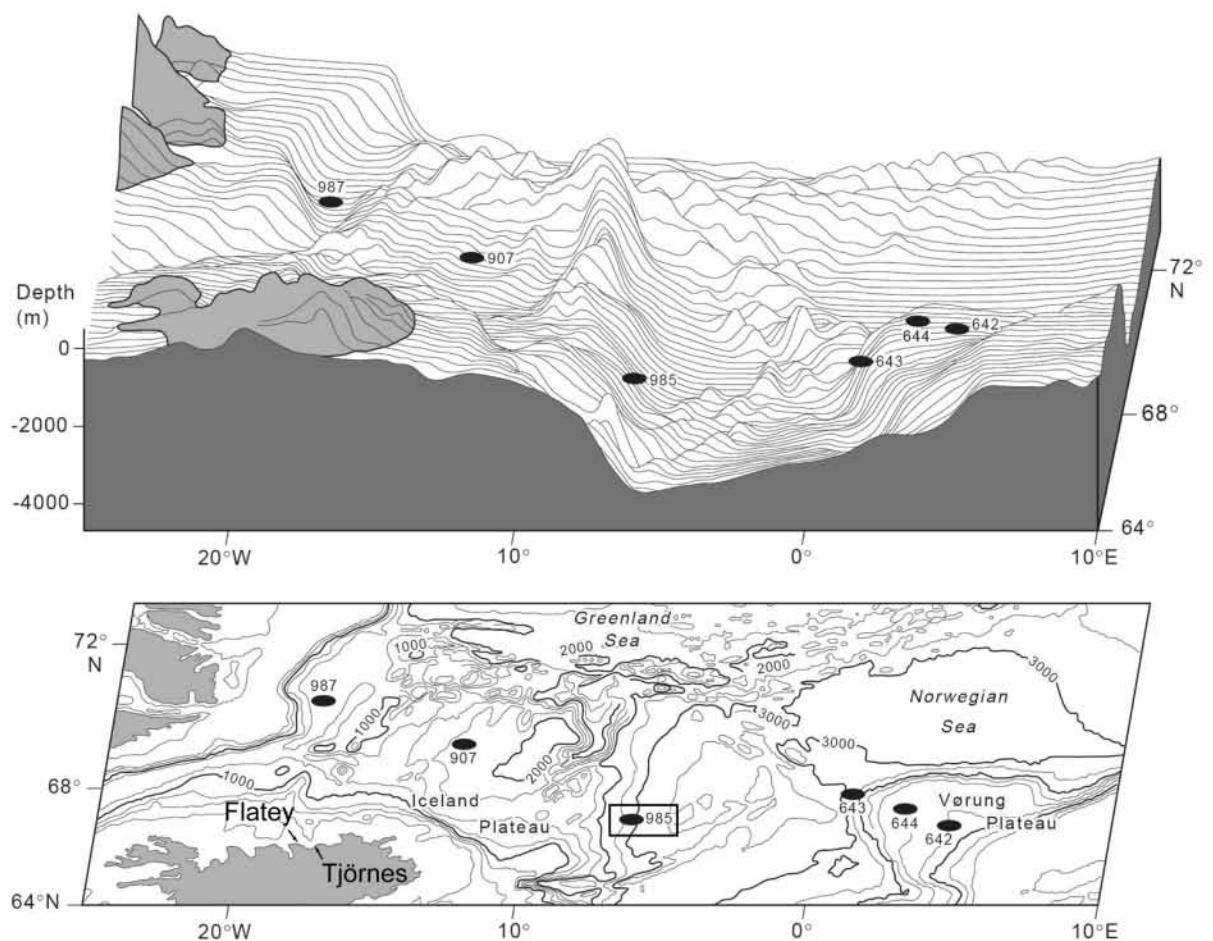 987
907
Depth
(m)
0
-2000
-4000
985
644
642
643
72°
N
68°
64°
20°W
10°
0°
10°E
72°
N
68°
64°N
Greenland
Sea
1000
2000
2000
3000
3000
3000
Norwegian
Sea
987
1000
907
2000
1000
Iceland
Plateau
Flatey
Tjörnes
985
643
644
642
Vørung
Plateau
20°W
10°
0°
10°E